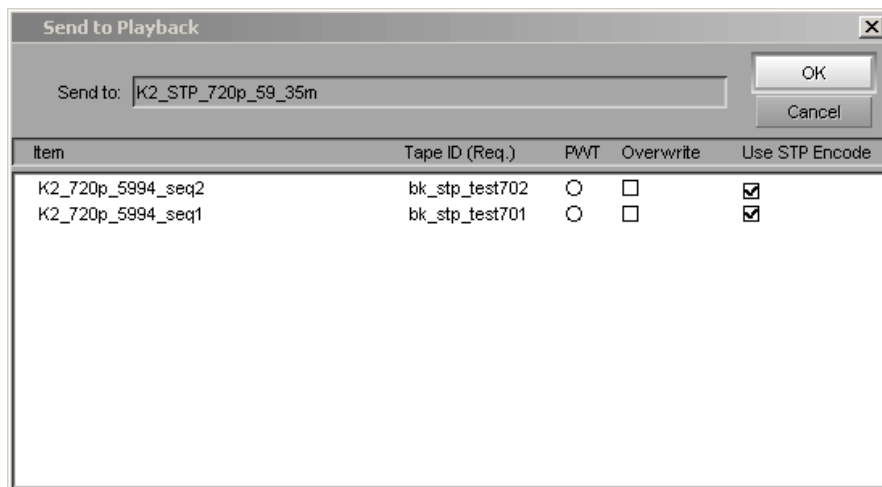 Send to Playback
Send to: K2_STP_720p_59_35m
OK
Cancel
Item Tape ID (Req.) PWT Overwrite Use STP Encode
K2_720p_5994_seq2 bk_stp_test702
K2_720p_5994_seq1 bk_stp_test701